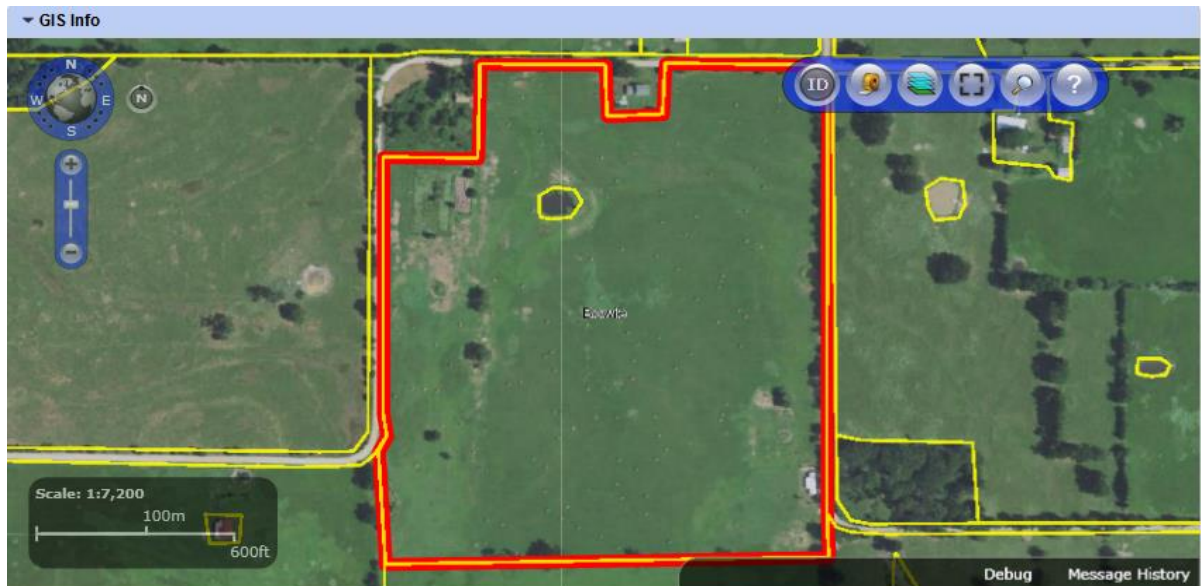 GIS Info
N
W
E
S
N
ID
?
Scale: 1:7,200
100m
600ft
Debug
Message History